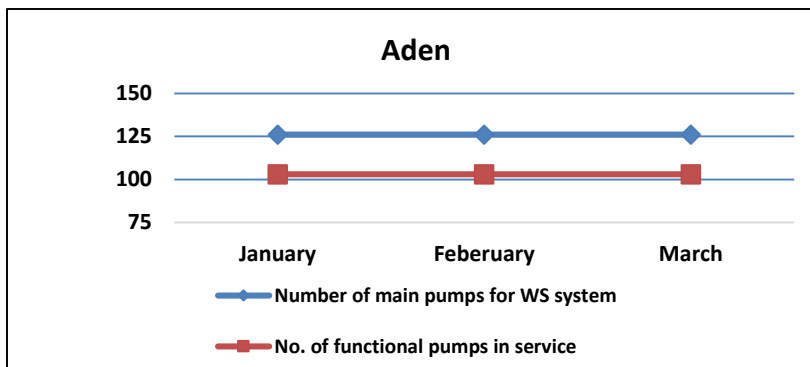 Aden
150
125
100
75
January Feberuary March
Number of main pumps for WS system
No. of functional pumps in service